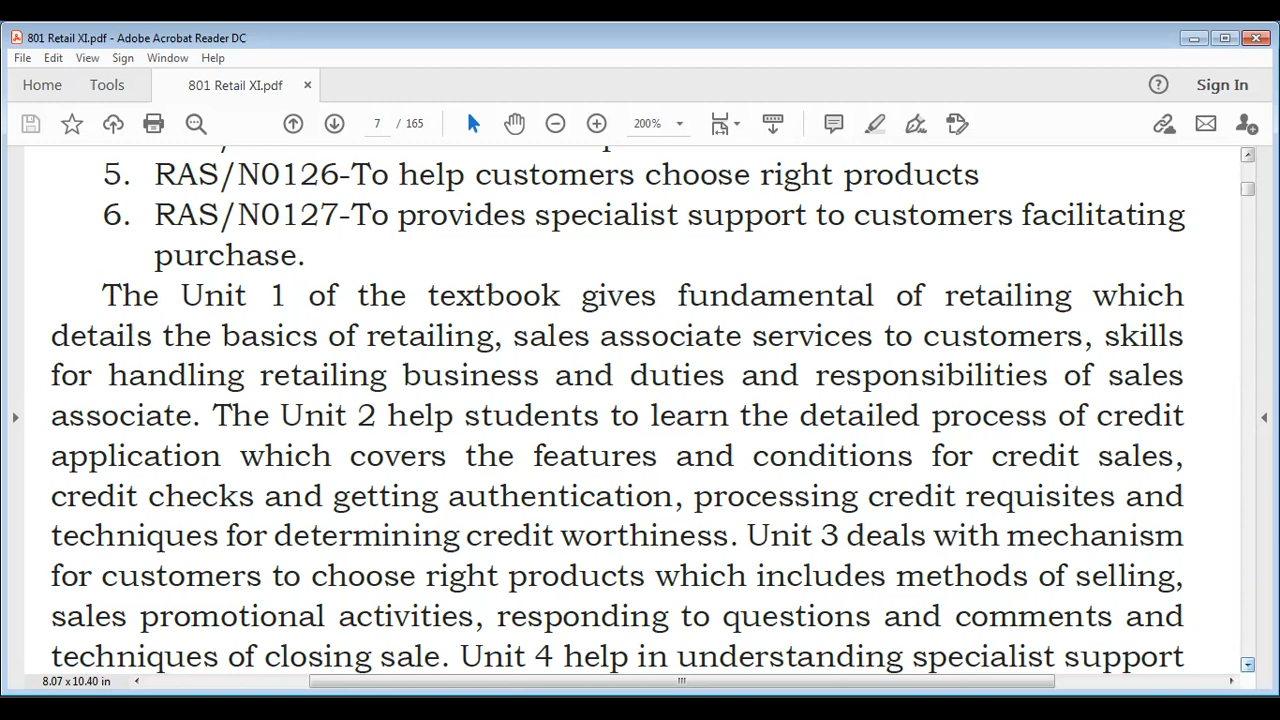 801 Retail XI.pdf - Adobe Acrobat Reader DC
File Edit View Sign Window Help
Home Tools 801 Retail XI.pdf × Sign In
7 / 165 200%
5. RAS/N0126-To help customers choose right products
6. RAS/N0127-To provides specialist support to customers facilitating
purchase.
The Unit 1 of the textbook gives fundamental of retailing which
details the basics of retailing, sales associate services to customers, skills
for handling retailing business and duties and responsibilities of sales
associate. The Unit 2 help students to learn the detailed process of credit
application which covers the features and conditions for credit sales,
credit checks and getting authentication, processing credit requisites and
techniques for determining credit worthiness. Unit 3 deals with mechanism
for customers to choose right products which includes methods of selling,
sales promotional activities, responding to questions and comments and
techniques of closing sale. Unit 4 help in understanding specialist support
8.07 x 10.40 in